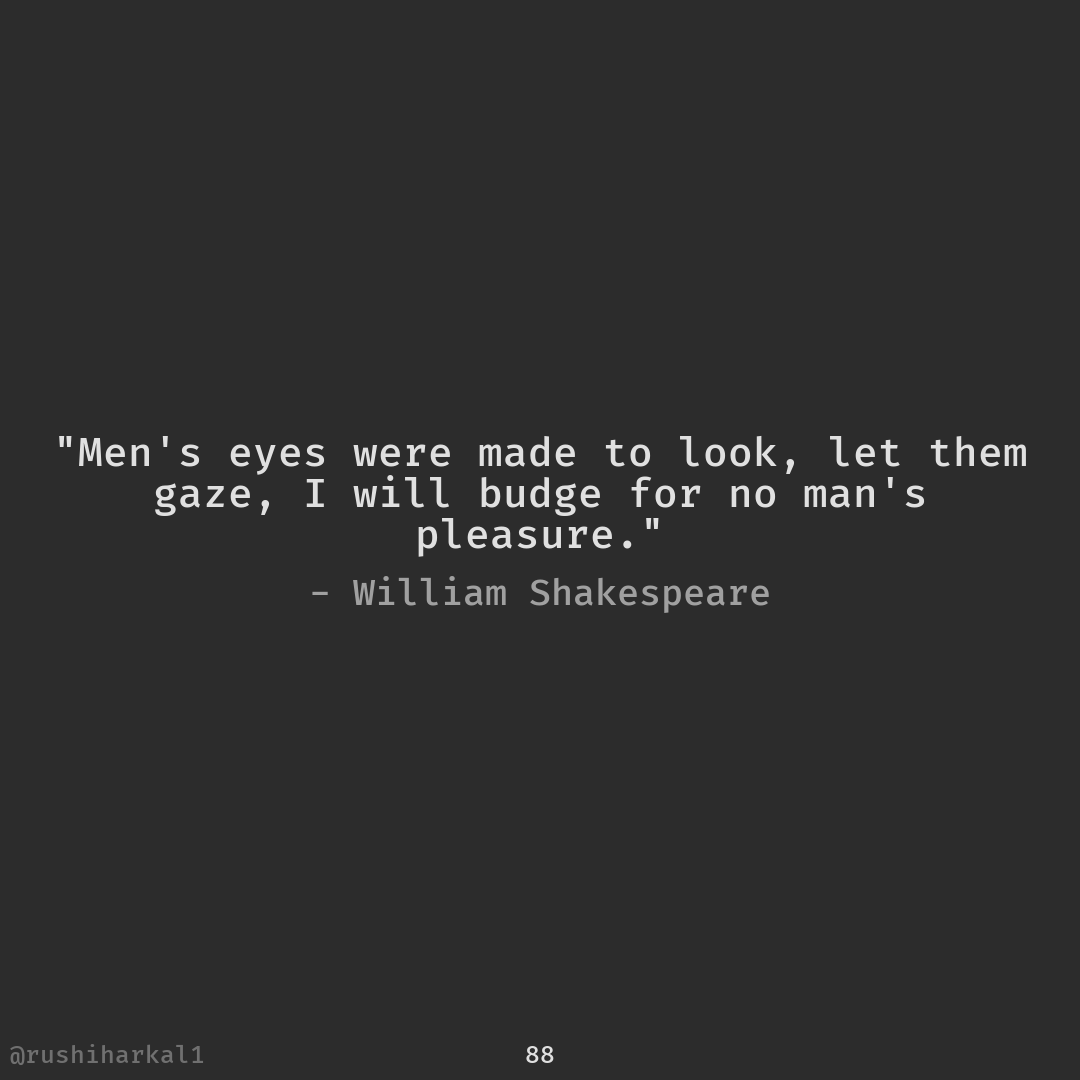 "Men's eyes were made to look, let them
gaze, I will budge for no man's
pleasure."
- William Shakespeare
@rushiharkal1
88